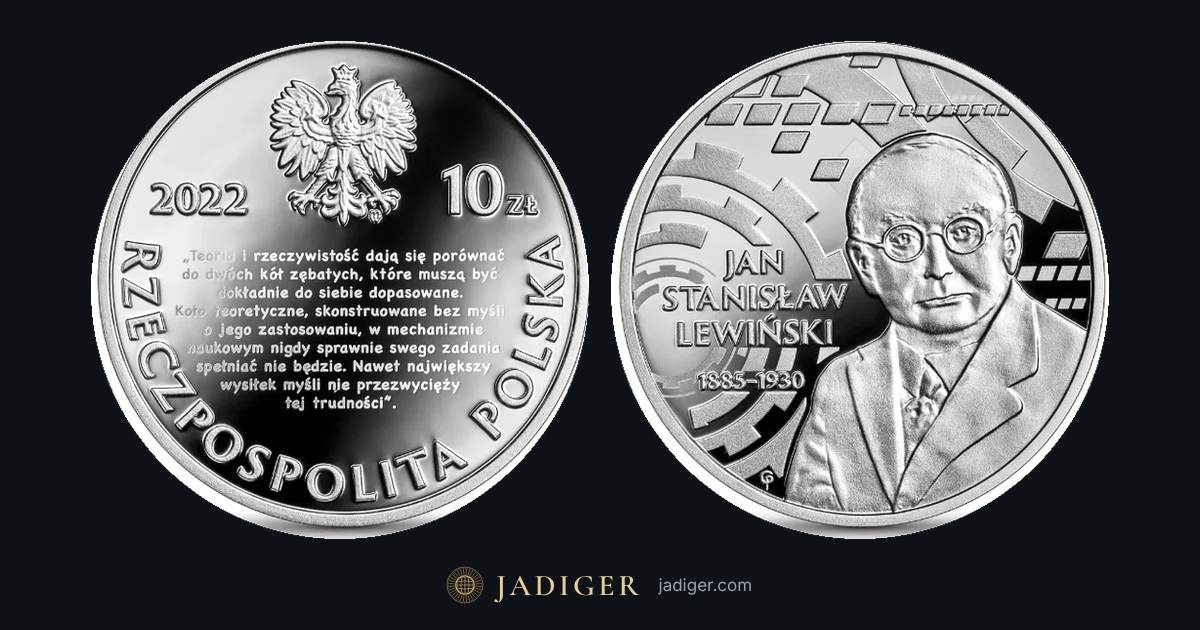 2022
10 ZŁ
„Teoria i rzeczywistość dają się porównać
do dwóch kół zębatych, które muszą być
dokładnie do siebie dopasowane.
Koło teoretyczne, skonstruowane bez myśli
o jego zastosowaniu, w mechanizmie
naukowym nigdy sprawnie swego zadania
spełniać nie będzie. Nawet największy
wysiłek myśli nie przezwycięży
tej trudności”.
RZECZPOSPOLITA POLSKA
JAN
STANISŁAW
LEWIŃSKI
1885–1930
JADIGER jadiger.com